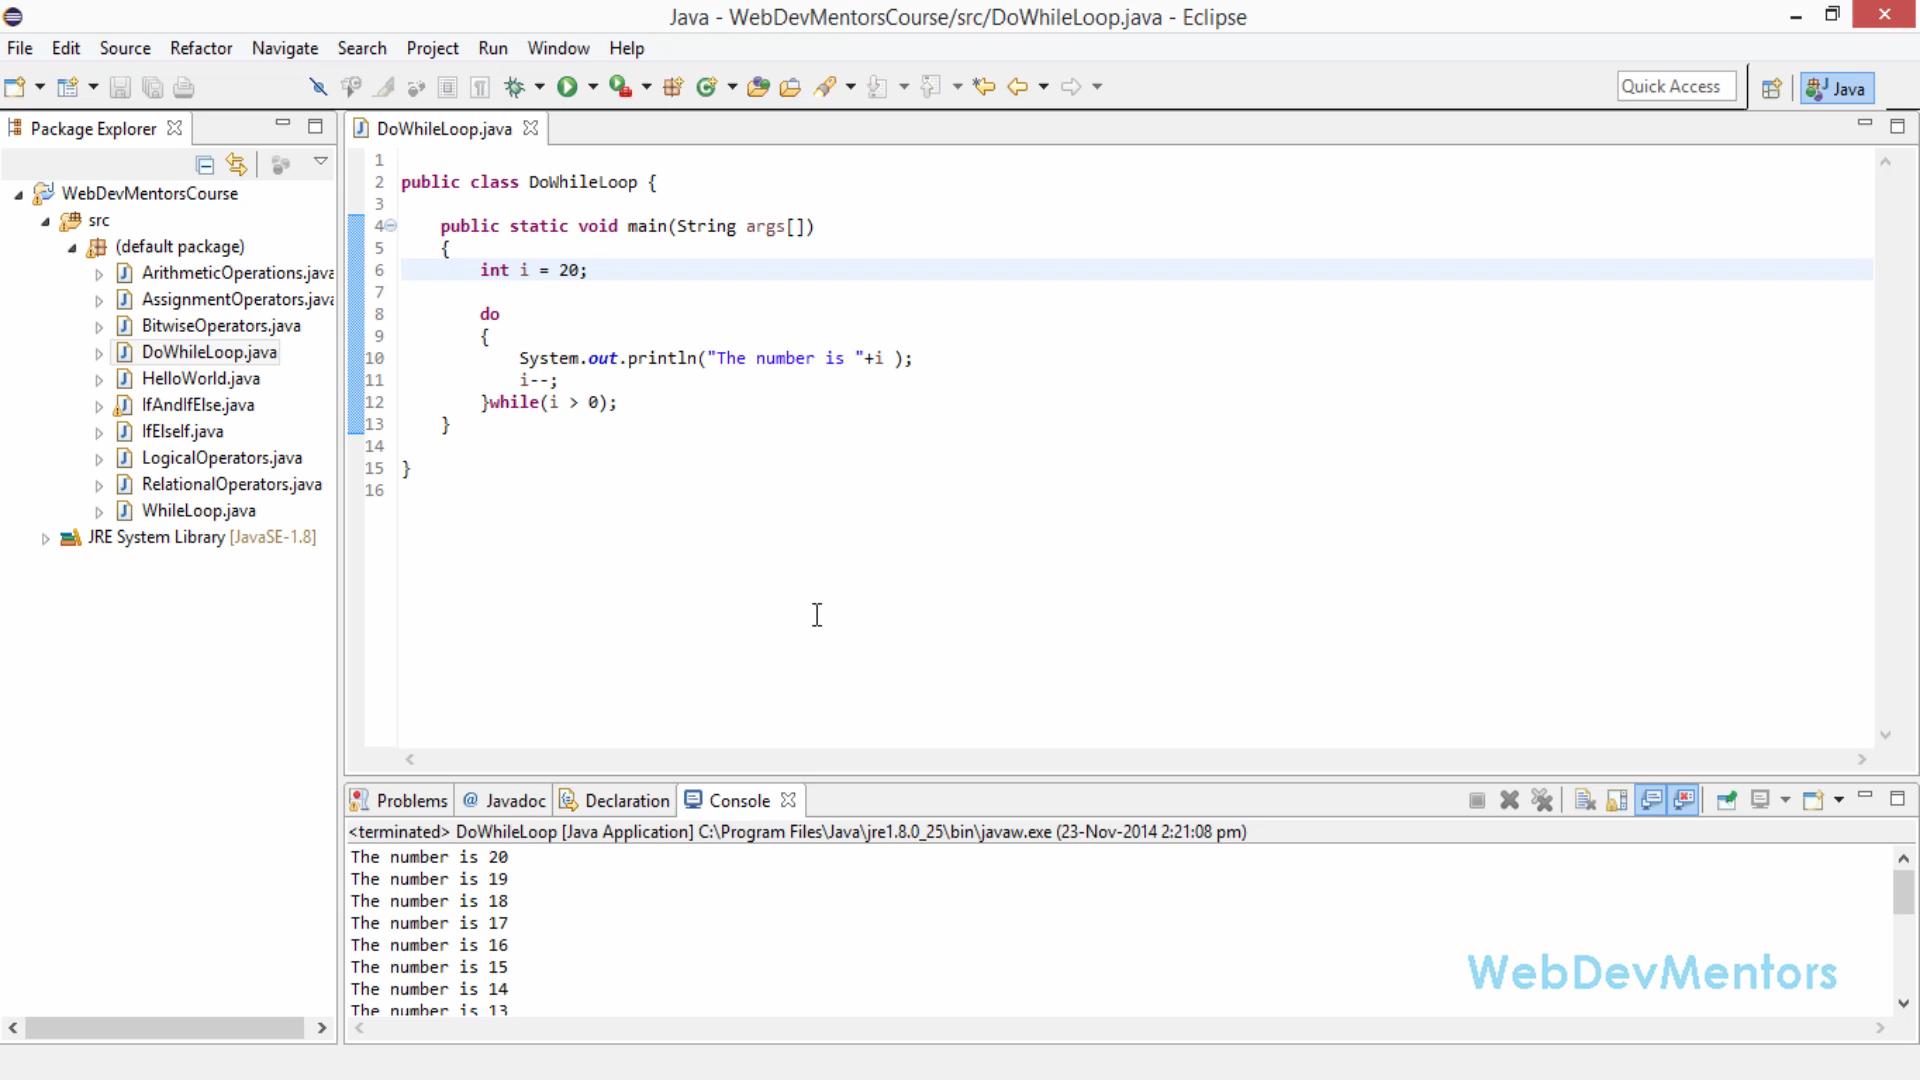 Java - WebDevMentorsCourse/src/DoWhileLoop.java - Eclipse
File Edit Source Refactor Navigate Search Project Run Window Help
Quick Access
Java
Package Explorer
WebDevMentorsCourse
src
(default package)
ArithmeticOperations.java
AssignmentOperators.java
BitwiseOperators.java
DoWhileLoop.java
HelloWorld.java
IfAndIfElse.java
IfElseIf.java
LogicalOperators.java
RelationalOperators.java
WhileLoop.java
JRE System Library [JavaSE-1.8]
DoWhileLoop.java
1
2 public class DoWhileLoop {
3
4 public static void main(String args[])
5 {
6 int i = 20;
7
8 do
9 {
10 System.out.println("The number is "+i );
11 i--;
12 }while(i > 0);
13 }
14
15 }
16
Problems @ Javadoc Declaration Console
<terminated> DoWhileLoop [Java Application] C:\Program Files\Java\jre1.8.0_25\bin\javaw.exe (23-Nov-2014 2:21:08 pm)
The number is 20
The number is 19
The number is 18
The number is 17
The number is 16
The number is 15
The number is 14
The number is 13
WebDevMentors